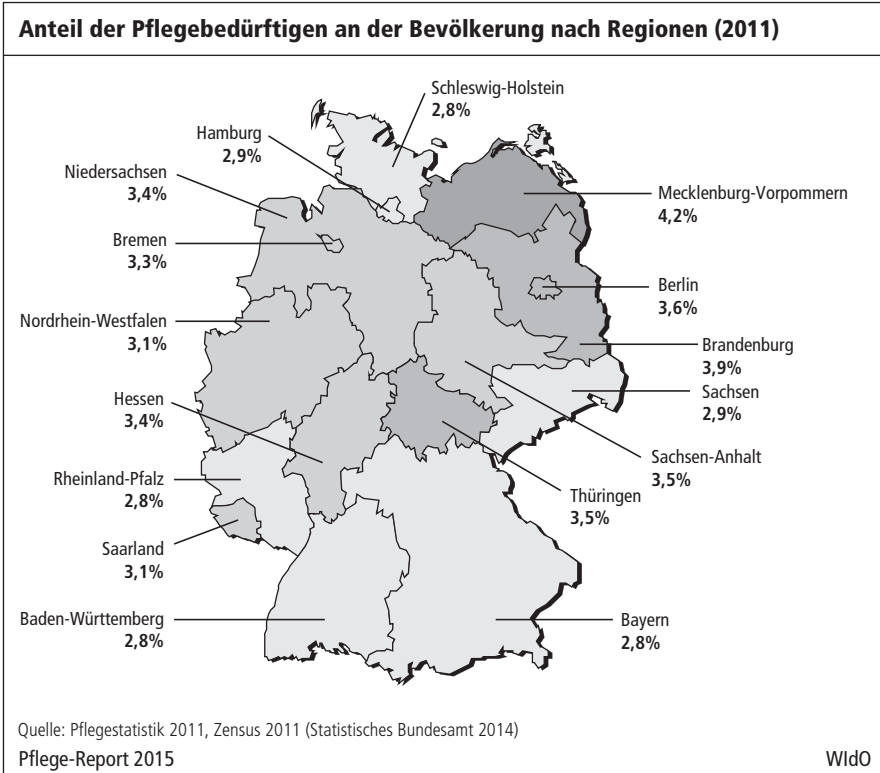 Anteil der Pflegebedürftigen an der Bevölkerung nach Regionen (2011)
Schleswig-Holstein
2,8%
Hamburg
2,9%
Niedersachsen
3,4%
Mecklenburg-Vorpommern
4,2%
Bremen
3,3%
Berlin
3,6%
Nordrhein-Westfalen
3,1%
Brandenburg
3,9%
Sachsen
2,9%
Hessen
3,4%
Sachsen-Anhalt
3,5%
Rheinland-Pfalz
2,8%
Thüringen
3,5%
Saarland
3,1%
Baden-Württemberg
2,8%
Bayern
2,8%
Quelle: Pflegestatistik 2011, Zensus 2011 (Statistisches Bundesamt 2014)
Pflege-Report 2015
WIdO